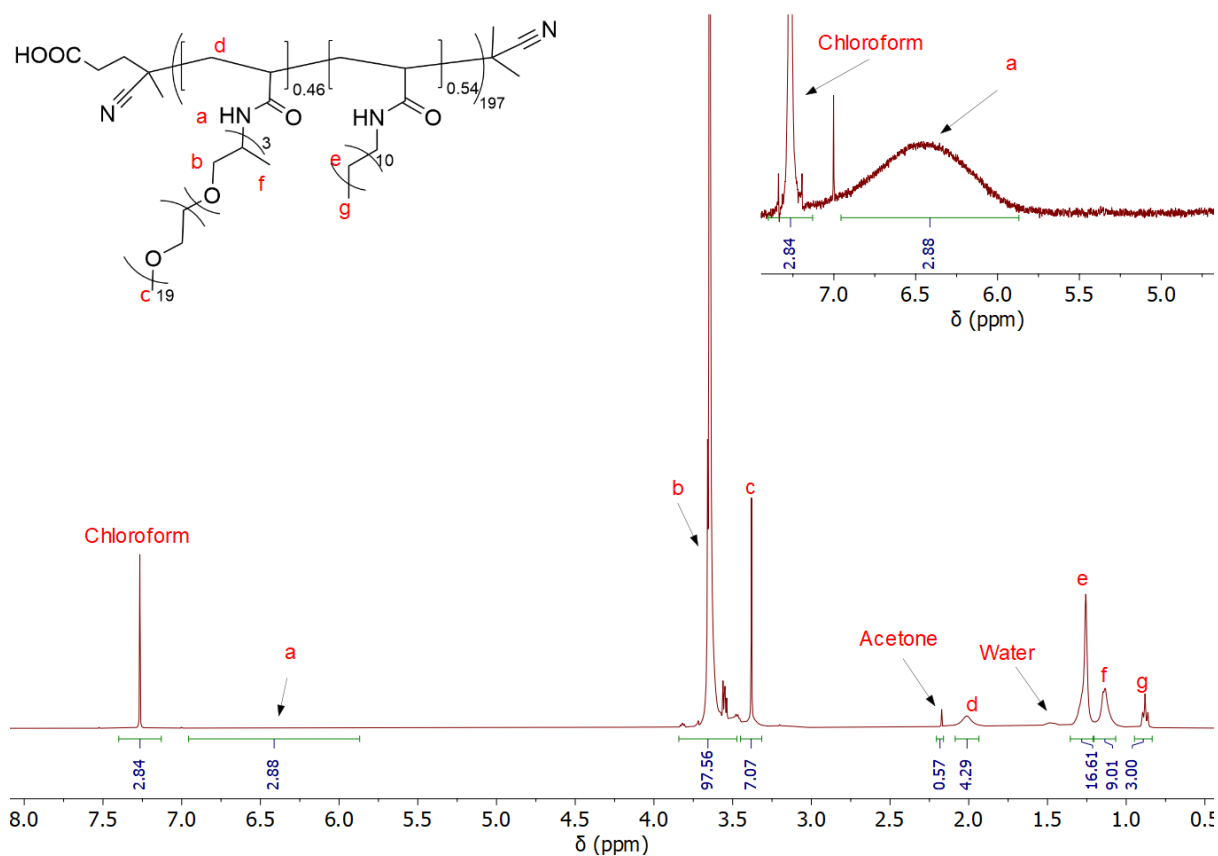 HOOC
N
d
0.46
0.54
197
N
a
HN
O
HN
O
3
10
b
f
e
g
O
O
c
19
Chloroform
a
2.84
2.88
7.0
6.5
6.0
5.5
5.0
δ (ppm)
Chloroform
a
b
c
Acetone
d
Water
e
f
g
2.84
2.88
97.56
7.07
0.57
4.29
16.61
9.01
3.00
8.0
7.5
7.0
6.5
6.0
5.5
5.0
4.5
4.0
3.5
3.0
2.5
2.0
1.5
1.0
0.5
δ (ppm)